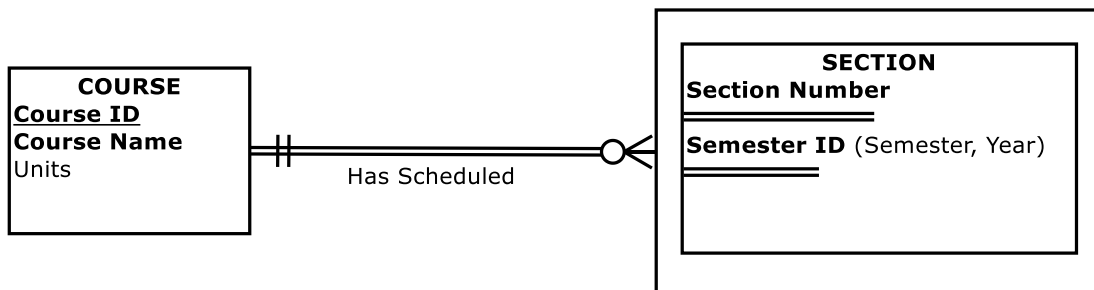 COURSE
Course ID
Course Name
Units
Has Scheduled
SECTION
Section Number
Semester ID (Semester, Year)